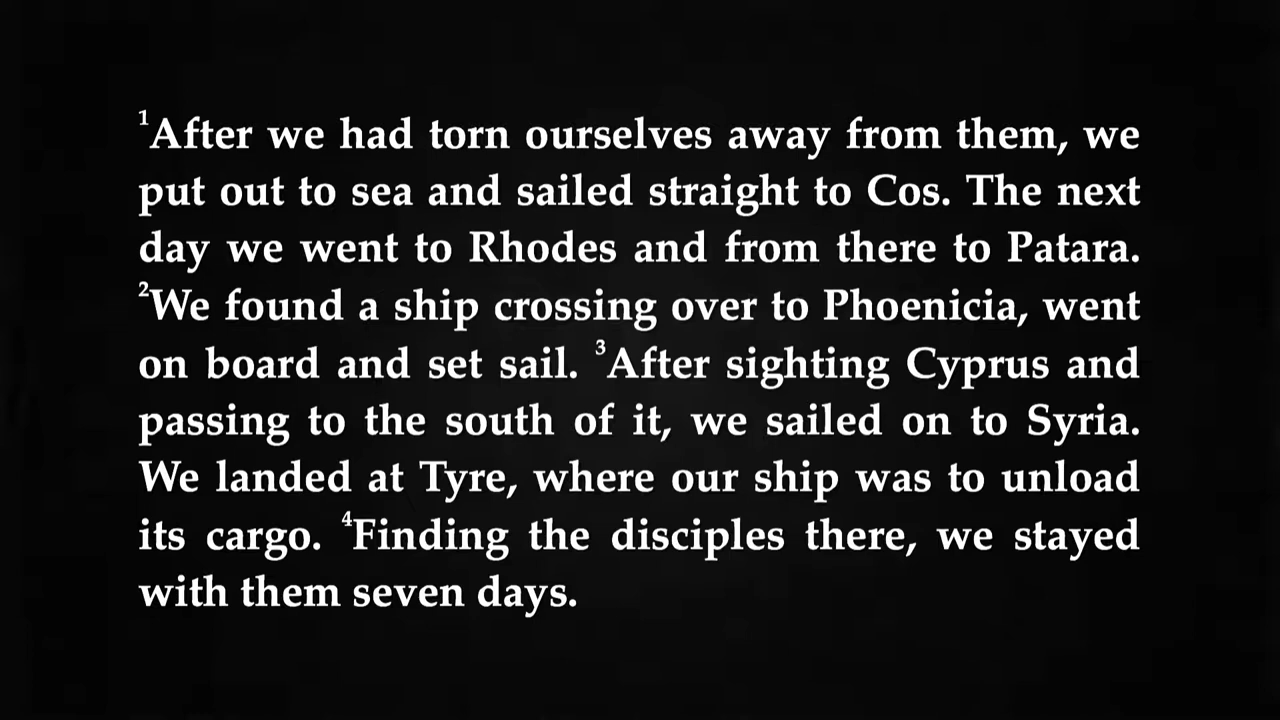 ¹After we had torn ourselves away from them, we
put out to sea and sailed straight to Cos. The next
day we went to Rhodes and from there to Patara.
²We found a ship crossing over to Phoenicia, went
on board and set sail. ³After sighting Cyprus and
passing to the south of it, we sailed on to Syria.
We landed at Tyre, where our ship was to unload
its cargo. ⁴Finding the disciples there, we stayed
with them seven days.